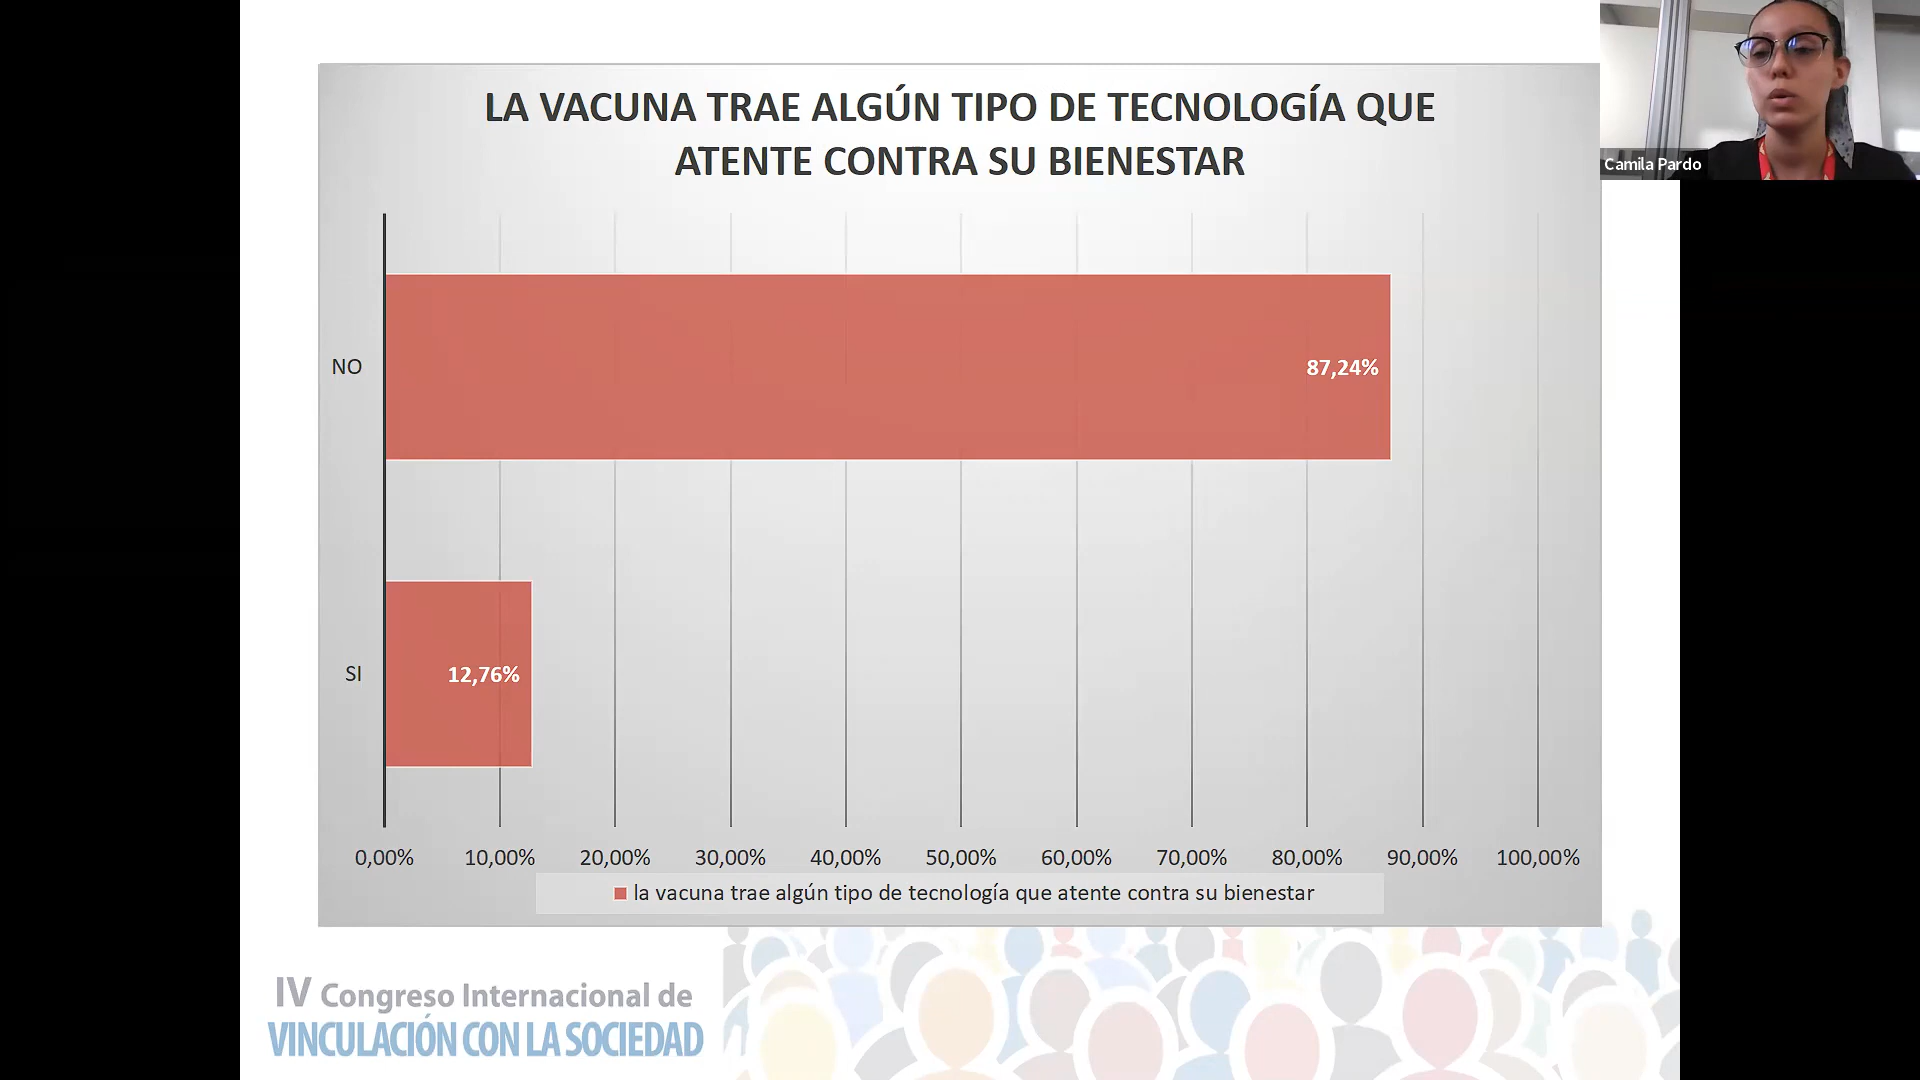 LA VACUNA TRAE ALGÚN TIPO DE TECNOLOGÍA QUE
ATENTE CONTRA SU BIENESTAR
Camila Pardo
NO
87,24%
SI
12,76%
0,00% 10,00% 20,00% 30,00% 40,00% 50,00% 60,00% 70,00% 80,00% 90,00% 100,00%
la vacuna trae algún tipo de tecnología que atente contra su bienestar
IV Congreso Internacional de
VINCULACIÓN CON LA SOCIEDAD